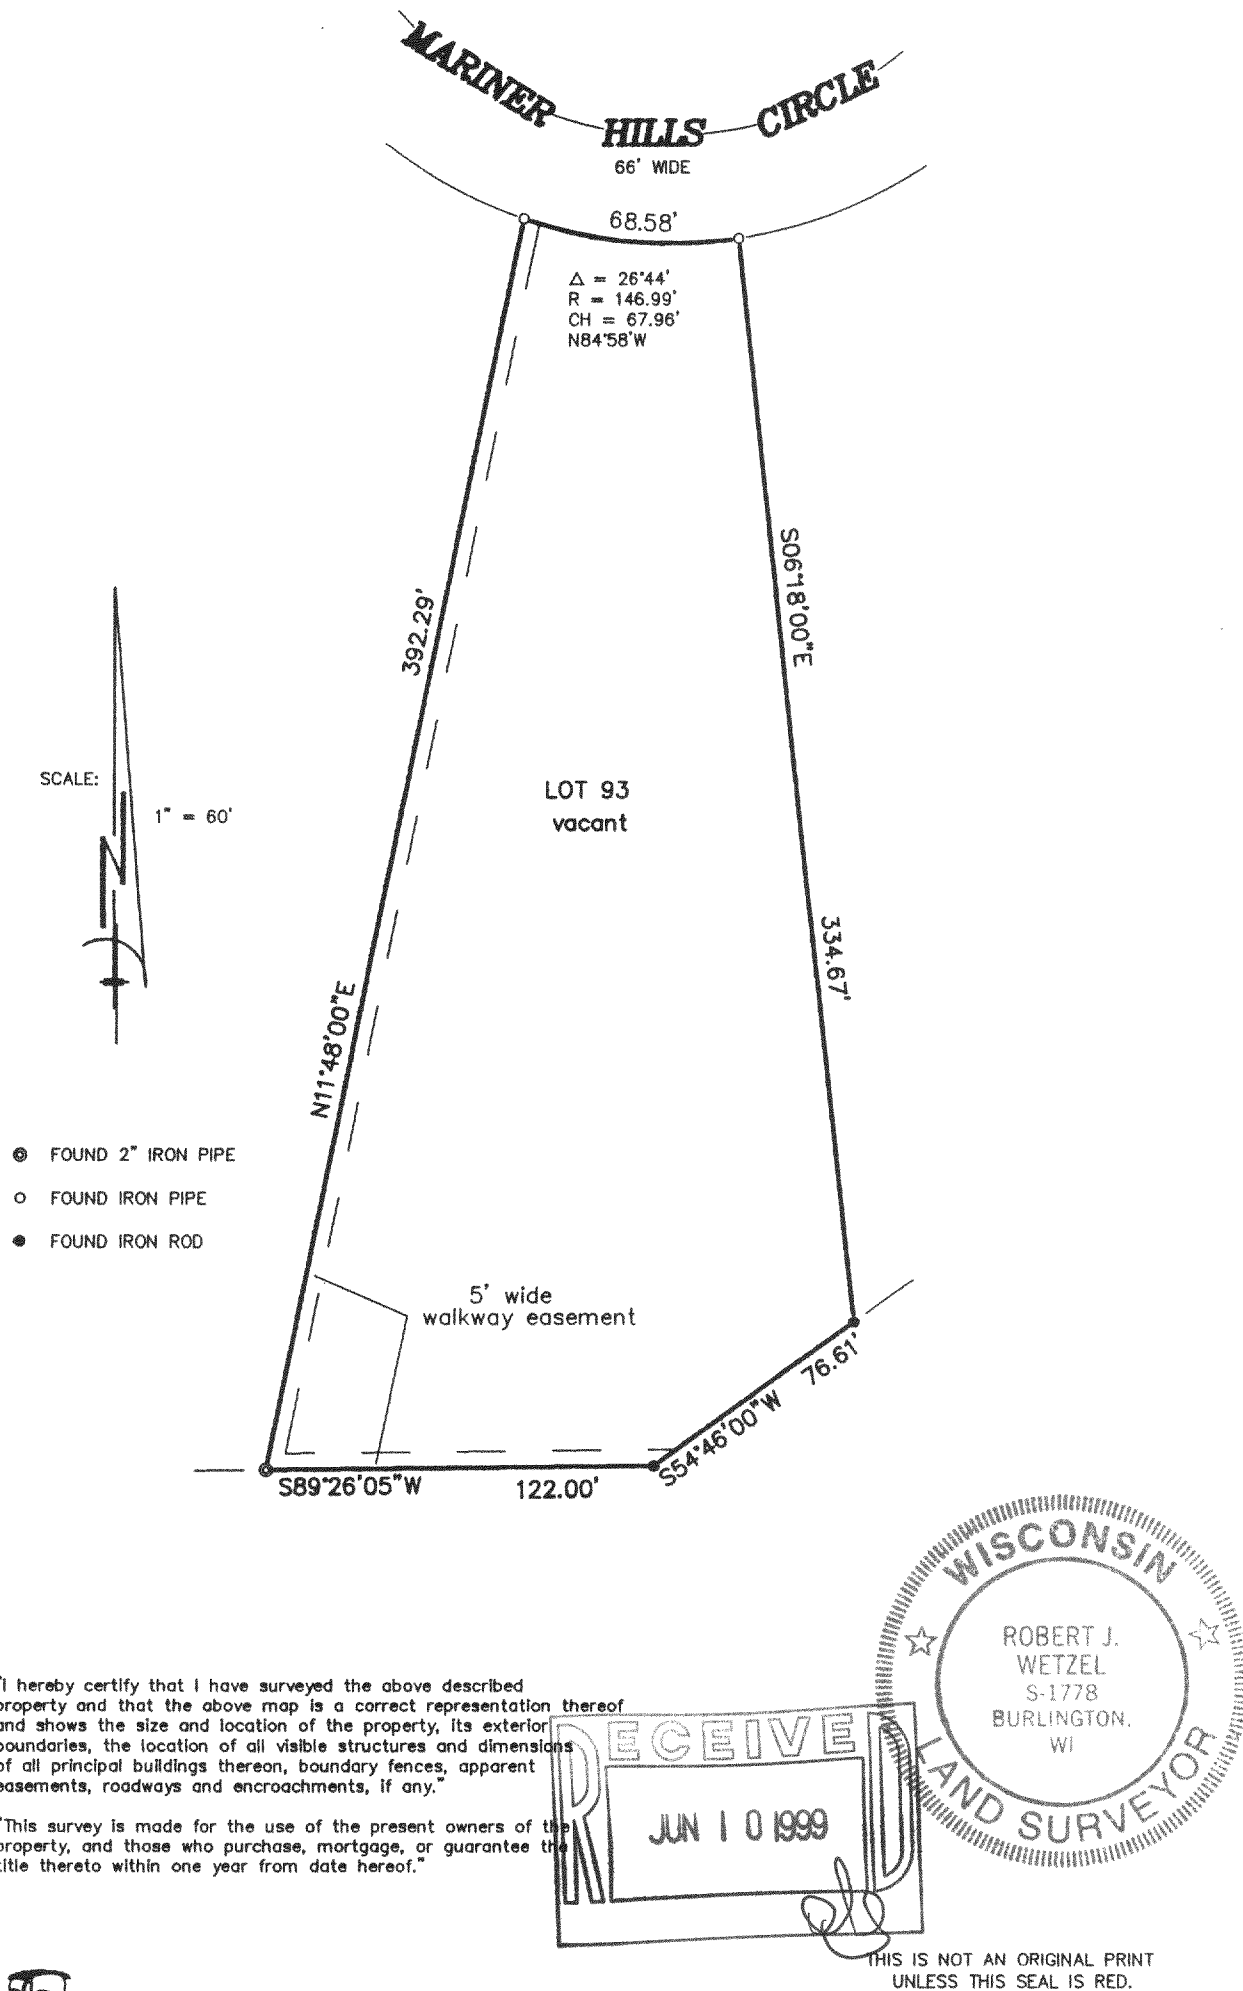 MARINER HILLS CIRCLE
66' WIDE
68.58'
Δ = 26°44'
R = 146.99'
CH = 67.96'
N84°58'W
392.29'
S06°18'00"E
SCALE:
1" = 60'
N
LOT 93
vacant
334.67'
N11°48'00"E
FOUND 2" IRON PIPE
FOUND IRON PIPE
FOUND IRON ROD
5' wide
walkway easement
76.61'
S54°46'00"W
S89°26'05"W
122.00'
WISCONSIN
ROBERT J.
WETZEL
S-1778
BURLINGTON,
WI
LAND SURVEYOR
"I hereby certify that I have surveyed the above described
property and that the above map is a correct representation thereof
and shows the size and location of the property, its exterior
boundaries, the location of all visible structures and dimensions
of all principal buildings thereon, boundary fences, apparent
easements, roadways and encroachments, if any."
"This survey is made for the use of the present owners of the
property, and those who purchase, mortgage, or guarantee the
title thereto within one year from date hereof."
RECEIVED
JUN 10 1999
THIS IS NOT AN ORIGINAL PRINT
UNLESS THIS SEAL IS RED.